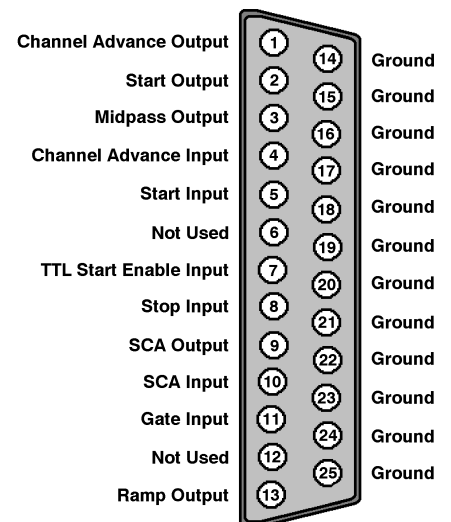 Channel Advance Output 1
14 Ground
Start Output 2
15 Ground
Midpass Output 3
16 Ground
Channel Advance Input 4
17 Ground
Start Input 5
18 Ground
Not Used 6
19 Ground
TTL Start Enable Input 7
20 Ground
Stop Input 8
21 Ground
SCA Output 9
22 Ground
SCA Input 10
23 Ground
Gate Input 11
24 Ground
Not Used 12
25 Ground
Ramp Output 13